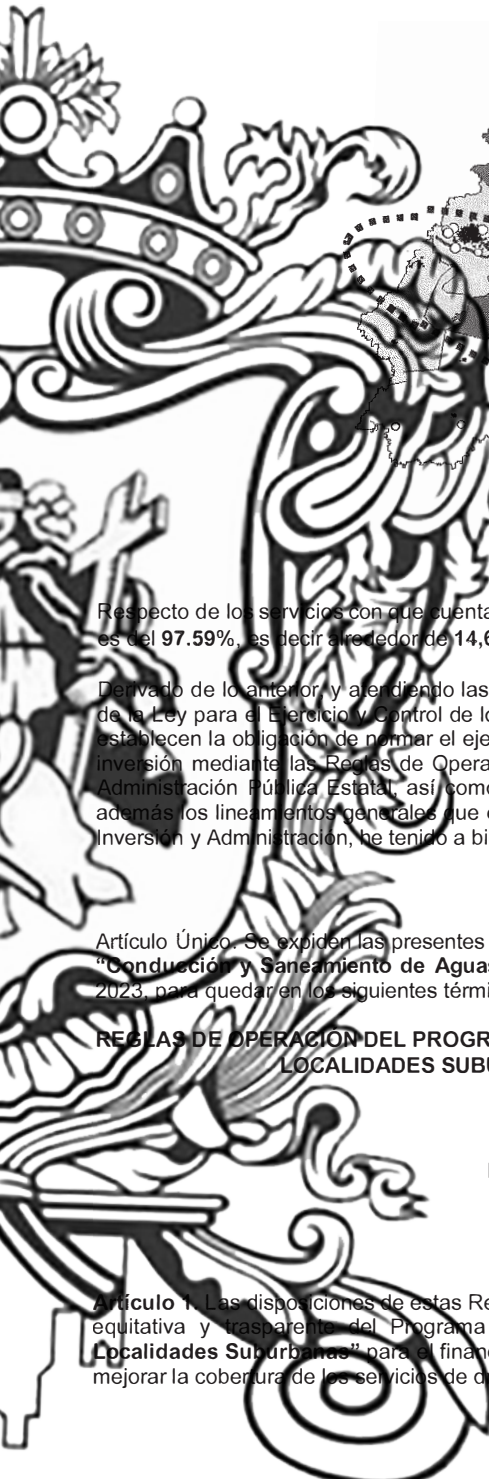 Respecto de los servicios con que cuenta
es del 97.59%, es decir alrededor de 14,6
Derivado de lo anterior, y atendiendo las
de la Ley para el Ejercicio y Control de lo
establecen la obligación de normar el eje
inversión mediante las Reglas de Opera
Administración Pública Estatal, así como
además los lineamientos generales que
Inversión y Administración, he tenido a bi
Artículo Único. Se expiden las presentes
“Conducción y Saneamiento de Aguas
2023, para quedar en los siguientes térmi
REGLAS DE OPERACIÓN DEL PROGR
LOCALIDADES SUBU
Artículo 1. Las disposiciones de estas Re
equitativa y trasparente del Programa
Localidades Suburbanas” para el finan
mejorar la cobertura de los servicios de d